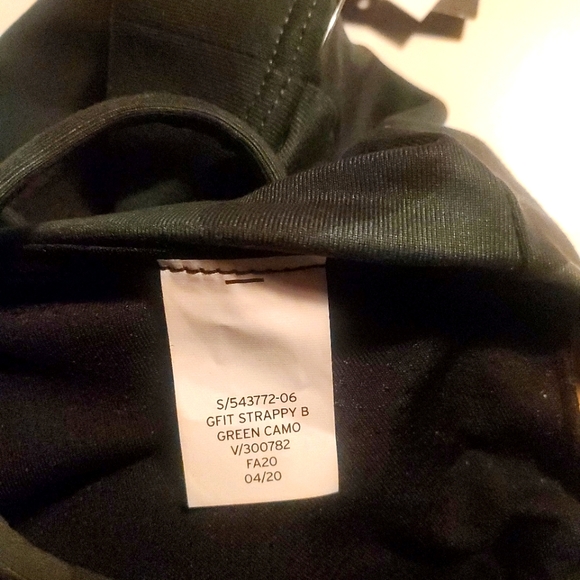 S/543772-06
GFIT STRAPPY B
GREEN CAMO
V/300782
FA20
04/20